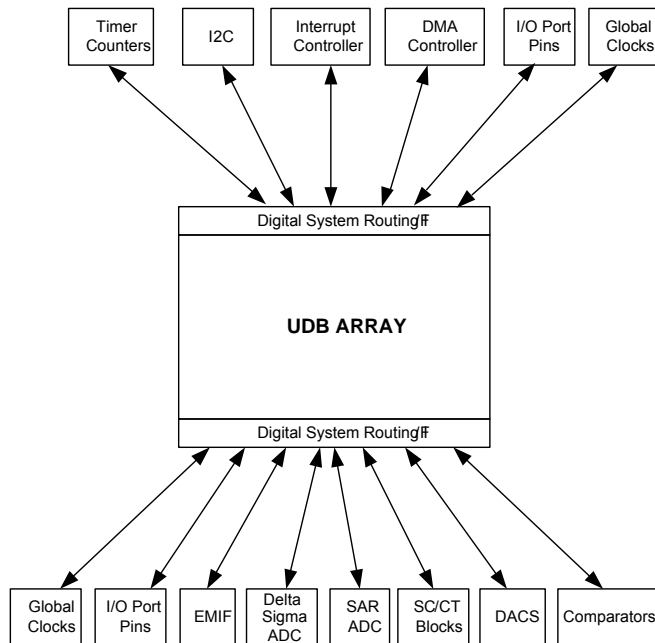 Timer
Counters
I2C
Interrupt
Controller
DMA
Controller
I/O Port
Pins
Global
Clocks
Digital System Routing I/F
UDB ARRAY
Digital System Routing I/F
Global
Clocks
I/O Port
Pins
EMIF
Delta
Sigma
ADC
SAR
ADC
SC/CT
Blocks
DACS
Comparators